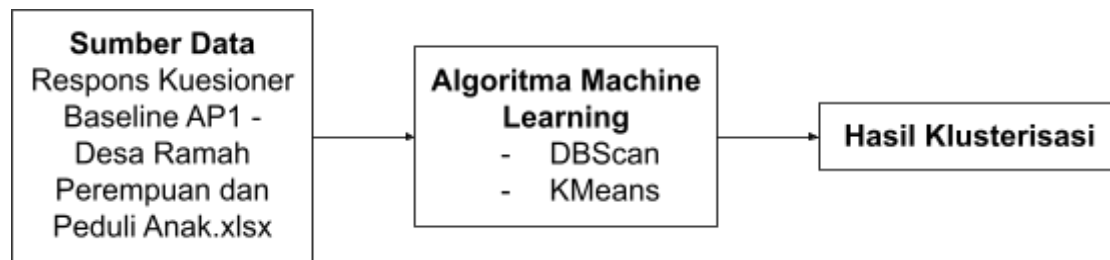 Sumber Data
Respons Kuesioner
Baseline AP1 -
Desa Ramah
Perempuan dan
Peduli Anak.xlsx
Algoritma Machine
Learning
- DBScan
- KMeans
Hasil Klusterisasi